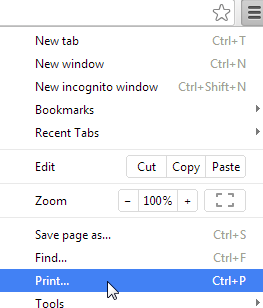 New tab Ctrl+T
New window Ctrl+N
New incognito window Ctrl+Shift+N
Bookmarks
Recent Tabs
Edit Cut Copy Paste
Zoom − 100% +
Save page as... Ctrl+S
Find... Ctrl+F
Print... Ctrl+P
Tools